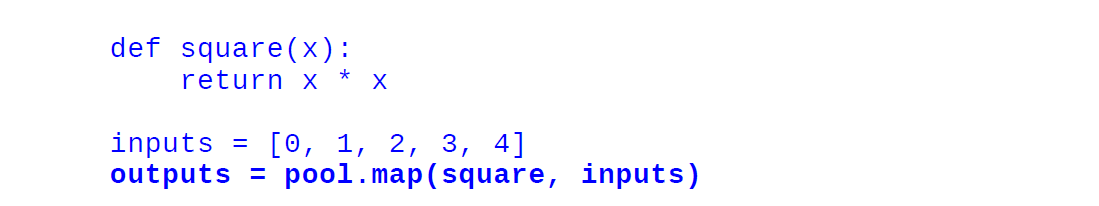 def square(x):
    return x * x

inputs = [0, 1, 2, 3, 4]
outputs = pool.map(square, inputs)